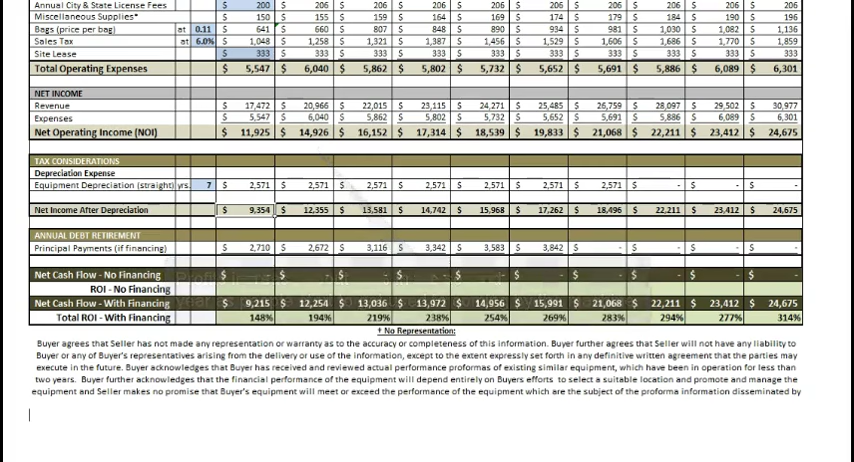 Annual City & State License Fees $ 200 $ 206 $ 206 $ 206 $ 206 $ 206 $ 206 $ 206 $ 206 $ 206
Miscellaneous Supplies* $ 150 $ 155 $ 159 $ 164 $ 169 $ 174 $ 179 $ 184 $ 190 $ 196
Bags (price per bag) at 0.11 $ 641 $ 660 $ 807 $ 848 $ 890 $ 934 $ 981 $ 1,030 $ 1,082 $ 1,136
Sales Tax at 6.0% $ 1,048 $ 1,258 $ 1,321 $ 1,387 $ 1,456 $ 1,529 $ 1,606 $ 1,686 $ 1,770 $ 1,859
Site Lease $ 333 $ 333 $ 333 $ 333 $ 333 $ 333 $ 333 $ 333 $ 333 $ 333
Total Operating Expenses $ 5,547 $ 6,040 $ 5,862 $ 5,802 $ 5,732 $ 5,652 $ 5,691 $ 5,886 $ 6,089 $ 6,301
NET INCOME
Revenue $ 17,472 $ 20,966 $ 22,015 $ 23,115 $ 24,271 $ 25,485 $ 26,759 $ 28,097 $ 29,502 $ 30,977
Expenses $ 5,547 $ 6,040 $ 5,862 $ 5,802 $ 5,732 $ 5,652 $ 5,691 $ 5,886 $ 6,089 $ 6,301
Net Operating Income (NOI) $ 11,925 $ 14,926 $ 16,152 $ 17,314 $ 18,539 $ 19,833 $ 21,068 $ 22,211 $ 23,412 $ 24,675
TAX CONSIDERATIONS
Depreciation Expense
Equipment Depreciation (straight) yrs. 7 $ 2,571 $ 2,571 $ 2,571 $ 2,571 $ 2,571 $ 2,571 $ 2,571 $ - $ - $ -
Net Income After Depreciation $ 9,354 $ 12,355 $ 13,581 $ 14,742 $ 15,968 $ 17,262 $ 18,496 $ 22,211 $ 23,412 $ 24,675
ANNUAL DEBT RETIREMENT
Principal Payments (if financing) $ 2,710 $ 2,672 $ 3,116 $ 3,342 $ 3,583 $ 3,842 $ - $ - $ - $ -
Net Cash Flow - No Financing $ $ $ - $ $ $ - $ - $ - $ - $ -
ROI - No Financing
Net Cash Flow - With Financing $ 9,215 $ 12,254 $ 13,036 $ 13,972 $ 14,956 $ 15,991 $ 21,068 $ 22,211 $ 23,412 $ 24,675
Total ROI - With Financing 148% 194% 219% 238% 254% 269% 283% 294% 277% 314%
† No Representation:
Buyer agrees that Seller has not made any representation or warranty as to the accuracy or completeness of this information. Buyer further agrees that Seller will not have any liability to
Buyer or any of Buyer's representatives arising from the delivery or use of the information, except to the extent expressly set forth in any definitive written agreement that the parties may
execute in the future. Buyer acknowledges that Buyer has received and reviewed actual performance proformas of existing similar equipment, which have been in operation for less than
two years. Buyer further acknowledges that the financial performance of the equipment will depend entirely on Buyers efforts to select a suitable location and promote and manage the
equipment and Seller makes no promise that Buyer's equipment will meet or exceed the performance of the equipment which are the subject of the proforma information disseminated by